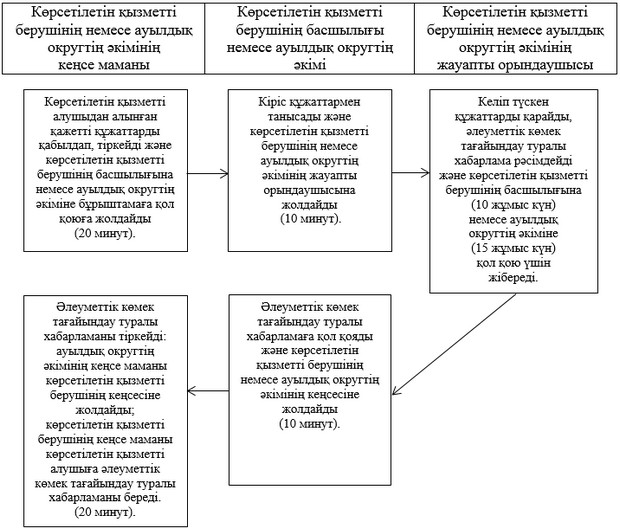 Көрсетілетін қызметті
берушінің немесе ауылдық
округтің әкімінің
кеңсе маманы
Көрсетілетін қызметті
берушінің басшылығы
немесе ауылдық округтің
әкімі
Көрсетілетін қызметті
берушінің немесе ауылдық
округтің әкімінің
жауапты орындаушысы
Көрсетілетін қызметті
алушыдан алынған
қажетті құжаттарды
қабылдап, тіркейді және
көрсетілетін қызметті
берушінің басшылығына
немесе ауылдық округтің
әкіміне бұрыштамаға қол
қоюға жолдайды
(20 минут).
Кіріс құжаттармен
танысады және
көрсетілетін қызметті
берушінің немесе
ауылдық округтің
әкімінің жауапты
орындаушысына
жолдайды
(10 минут).
Келіп түскен
құжаттарды қарайды,
әлеуметтік көмек
тағайындау туралы
хабарлама рәсімдейді
және көрсетілетін қызметті
берушінің басшылығына
(10 жұмыс күн)
немесе ауылдық
округтің әкіміне
(15 жұмыс күн)
қол қою үшін
жібереді.
Әлеуметтік көмек
тағайындау туралы
хабарламаны тіркейді:
ауылдық округтің
әкімінің кеңсе маманы
көрсетілетін қызметті
берушінің кеңсесіне
жолдайды;
көрсетілетін қызметті
берушінің кеңсе маманы
көрсетілетін қызметті
алушыға әлеуметтік
көмек тағайындау туралы
хабарламаны береді.
(20 минут).
Әлеуметтік көмек
тағайындау туралы
хабарламаға қол қояды
және көрсетілетін
қызметті берушінің
немесе ауылдық округтің
әкімінің кеңсесіне
жолдайды
(10 минут).